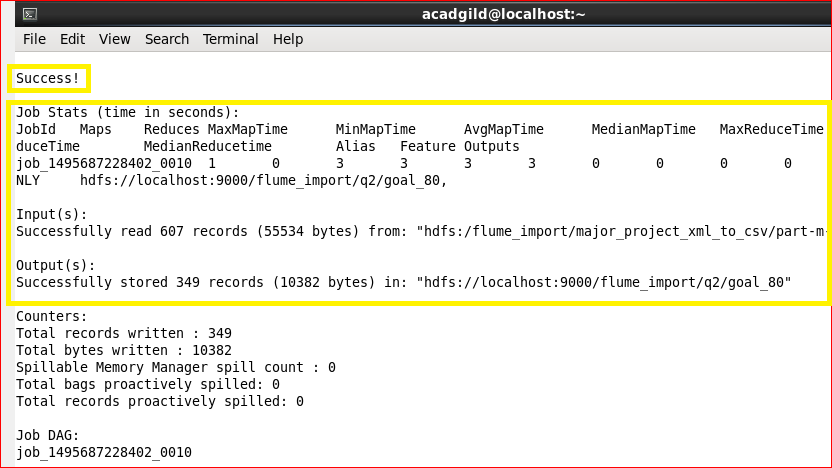 acadgild@localhost:~
File Edit View Search Terminal Help
Success!
Job Stats (time in seconds):
JobId Maps Reduces MaxMapTime MinMapTime AvgMapTime MedianMapTime MaxReduceTime
duceTime MedianReducetime Alias Feature Outputs
job_1495687228402_0010 1 0 3 3 3 3 0 0 0 0
NLY hdfs://localhost:9000/flume_import/q2/goal_80,
Input(s):
Successfully read 607 records (55534 bytes) from: "hdfs:/flume_import/major_project_xml_to_csv/part-m-
Output(s):
Successfully stored 349 records (10382 bytes) in: "hdfs://localhost:9000/flume_import/q2/goal_80"
Counters:
Total records written : 349
Total bytes written : 10382
Spillable Memory Manager spill count : 0
Total bags proactively spilled: 0
Total records proactively spilled: 0
Job DAG:
job_1495687228402_0010